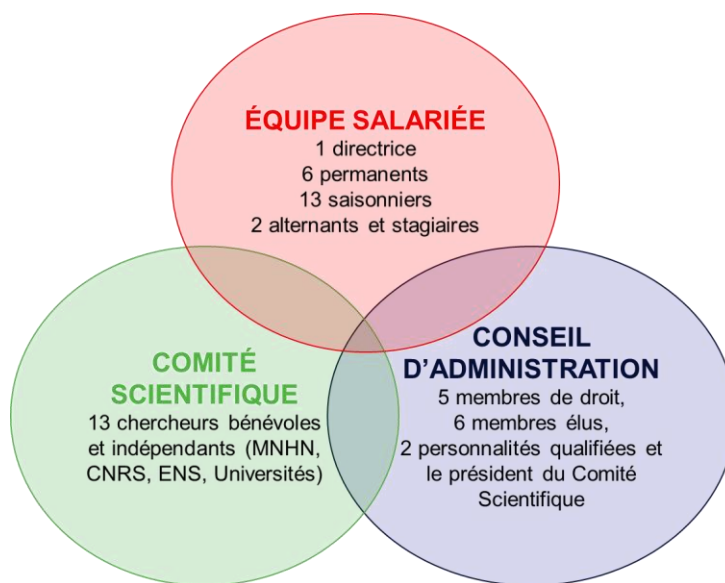 ÉQUIPE SALARIÉE
1 directrice
6 permanents
13 saisonniers
2 alternants et stagiaires
COMITÉ
SCIENTIFIQUE
13 chercheurs bénévoles
et indépendants (MNHN,
CNRS, ENS, Universités)
CONSEIL
D’ADMINISTRATION
5 membres de droit,
6 membres élus,
2 personnalités qualifiées et
le président du Comité
Scientifique